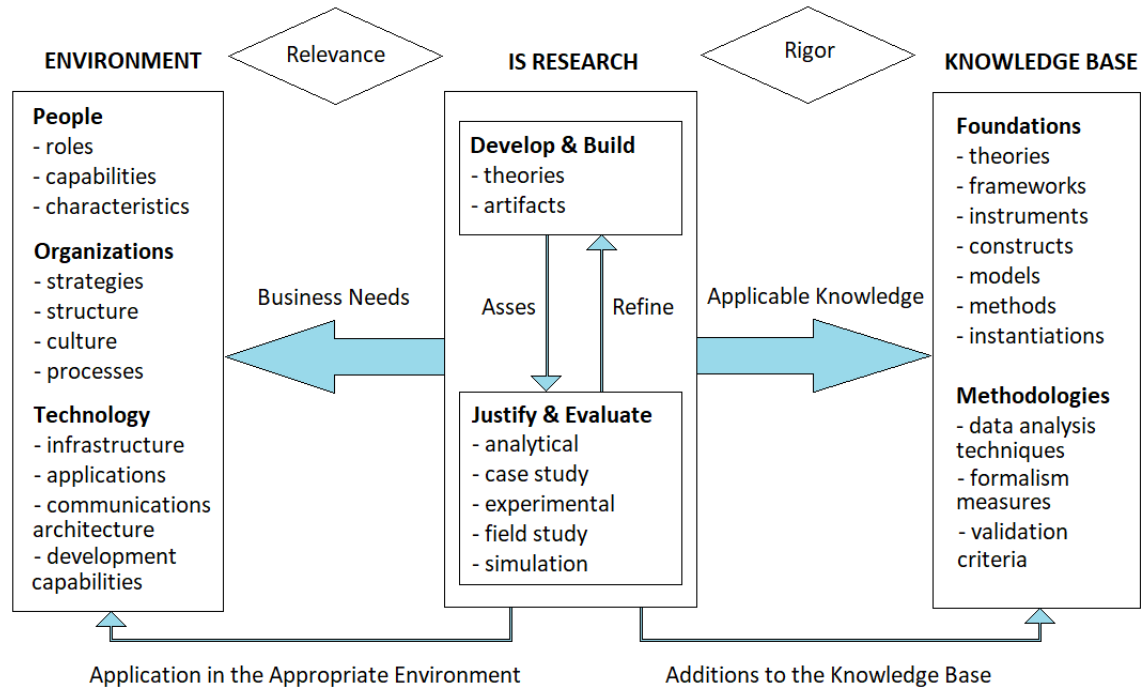 ENVIRONMENT
Relevance
IS RESEARCH
Rigor
KNOWLEDGE BASE
People
- roles
- capabilities
- characteristics
Organizations
- strategies
- structure
- culture
- processes
Technology
- infrastructure
- applications
- communications
architecture
- development
capabilities
Business Needs
Develop & Build
- theories
- artifacts
Asses
Refine
Justify & Evaluate
- analytical
- case study
- experimental
- field study
- simulation
Applicable Knowledge
Foundations
- theories
- frameworks
- instruments
- constructs
- models
- methods
- instantiations
Methodologies
- data analysis
techniques
- formalism
measures
- validation
criteria
Application in the Appropriate Environment
Additions to the Knowledge Base